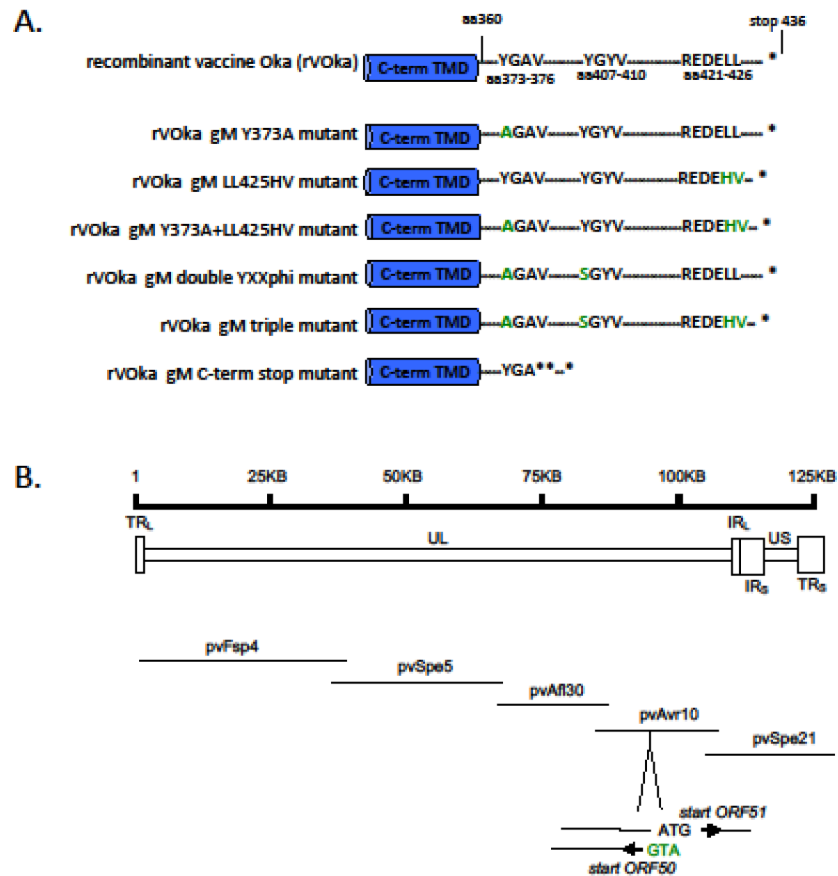 A.
aa360 stop 436
recombinant vaccine Oka (rVOka) C-term TMD YGAV YGYV REDELL *
aa373-376 aa407-410 aa421-426
rVOka gM Y373A mutant C-term TMD AGAV YGYV REDELL *
rVOka gM LL425HV mutant C-term TMD YGAV YGYV REDEHV *
rVOka gM Y373A+LL425HV mutant C-term TMD AGAV YGYV REDEHV *
rVOka gM double YXXphi mutant C-term TMD AGAV SGYV REDELL *
rVOka gM triple mutant C-term TMD AGAV SGYV REDEHV *
rVOka gM C-term stop mutant C-term TMD YGA**--*
B.
1 25KB 50KB 75KB 100KB 125KB
TRL UL IRL US
IRS TRS
pvFsp4
pvSpe5
pvAfl30
pvAvr10
pvSpe21
start ORF51
ATG
GTA
start ORF50